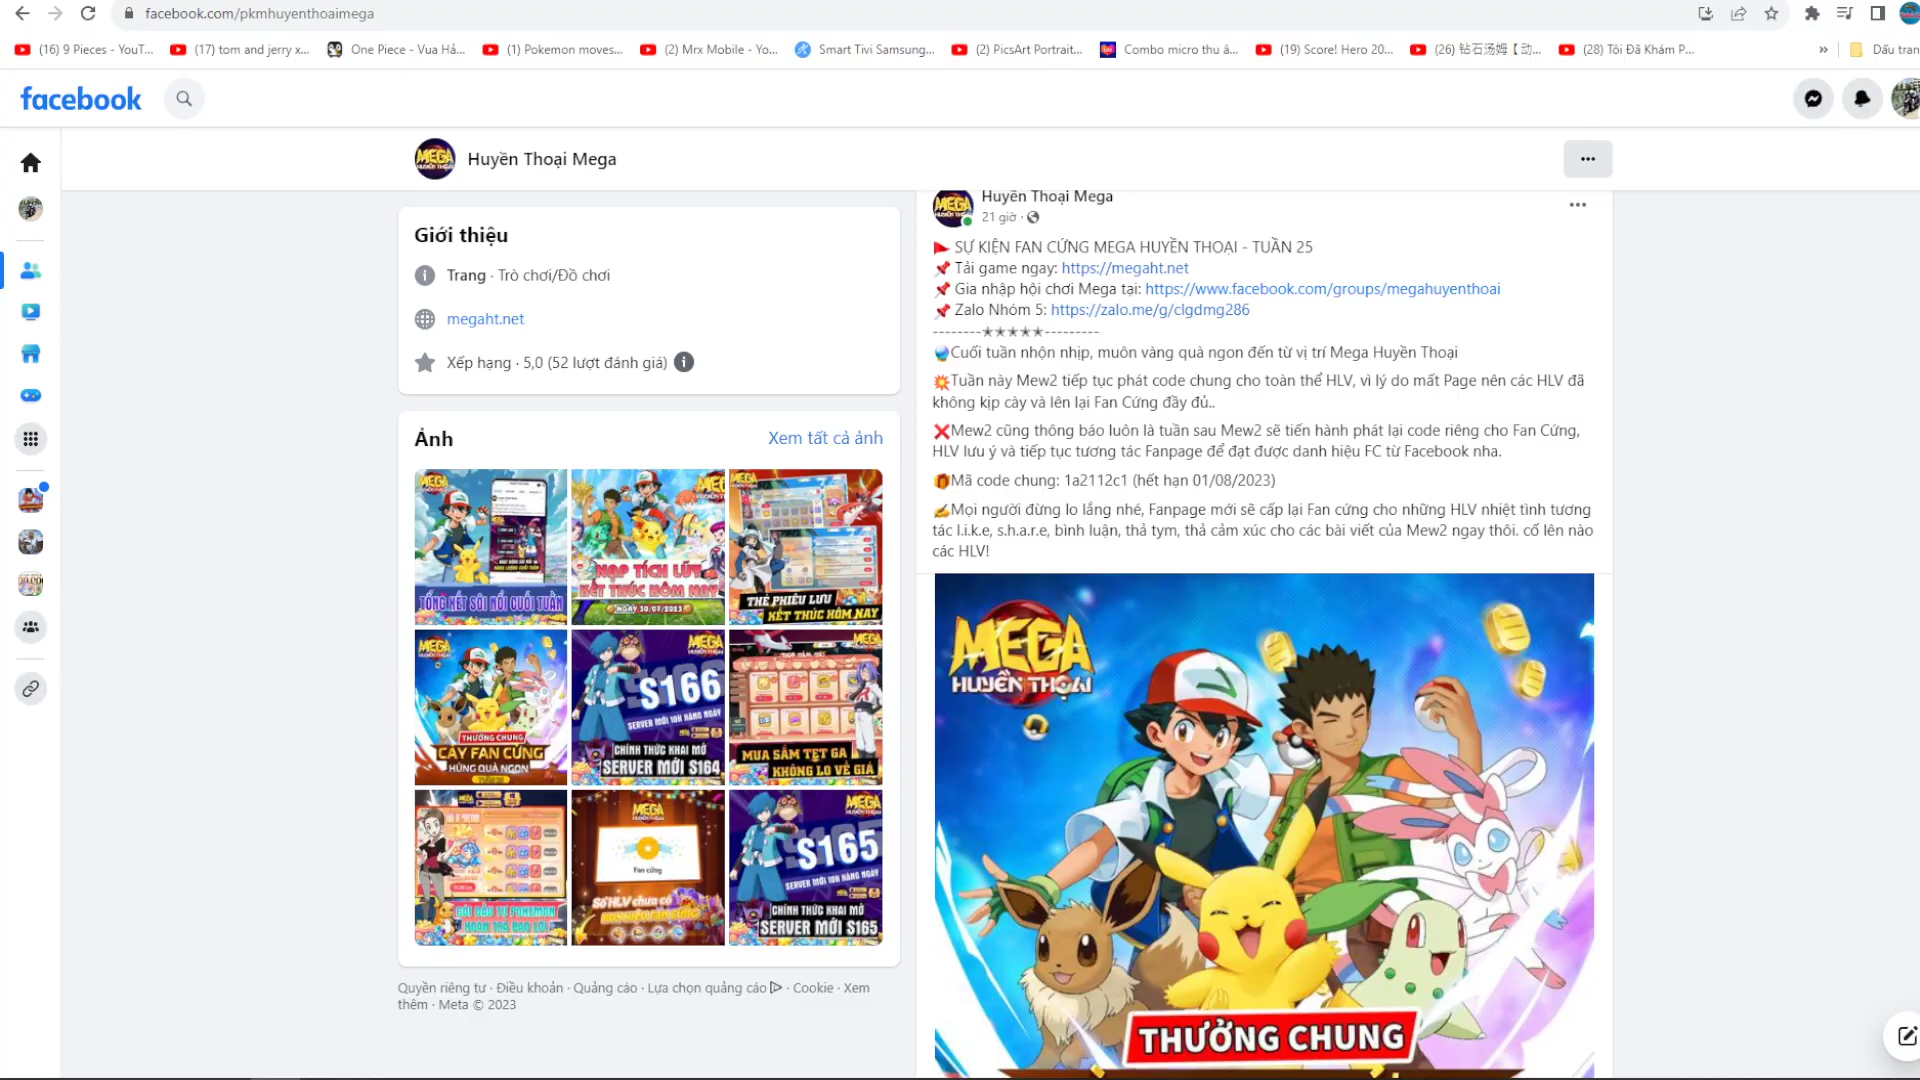 facebook.com/pkmhuyenthoaimega
(16) 9 Pieces - YouT...
(17) tom and jerry x...
One Piece - Vua Hả...
(1) Pokemon moves...
(2) Mrx Mobile - Yo...
Smart Tivi Samsung...
(2) PicsArt Portrait...
Combo micro thu â...
(19) Score! Hero 20...
(26) 钻石汤姆【动...
(28) Tôi Đã Khám P...
»
Dấu tran
facebook
Huyền Thoại Mega
Giới thiệu
Trang · Trò chơi/Đồ chơi
megaht.net
Xếp hạng · 5,0 (52 lượt đánh giá)
Ảnh
Xem tất cả ảnh
MEGA
TỔNG KẾT SÔI NỔI CUỐI TUẦN
NẠP TÍCH LŨY
KẾT THÚC HÔM NAY
NGÀY 30/07/2023
MEGA
THẺ PHIÊU LƯU
KẾT THÚC HÔM NAY
MEGA
THƯỞNG CHUNG
CÀY FAN CỨNG
HỨNG QUÀ NGON
MEGA
S166
SERVER MỚI 10H HÀNG NGÀY
CHÍNH THỨC KHAI MỞ
SERVER MỚI S164
MEGA
MUA SẮM TẸT GA
KHÔNG LO VỀ GIÁ
MEGA
Fan cứng
MEGA
S165
SERVER MỚI 10H HÀNG NGÀY
CHÍNH THỨC KHAI MỞ
SERVER MỚI S165
Quyền riêng tư · Điều khoản · Quảng cáo · Lựa chọn quảng cáo · Cookie · Xem
thêm · Meta © 2023
Huyền Thoại Mega
21 giờ ·
SỰ KIỆN FAN CỨNG MEGA HUYỀN THOẠI - TUẦN 25
📌 Tải game ngay: https://megaht.net
📌 Gia nhập hội chơi Mega tại: https://www.facebook.com/groups/megahuyenthoai
📌 Zalo Nhóm 5: https://zalo.me/g/clgdmg286
--------★★★★★---------
🔮Cuối tuần nhộn nhịp, muôn vàng quà ngon đến từ vị trí Mega Huyền Thoại
💥Tuần này Mew2 tiếp tục phát code chung cho toàn thể HLV, vì lý do mất Page nên các HLV đã
không kịp cày và lên lại Fan Cứng đầy đủ..
❌Mew2 cũng thông báo luôn là tuần sau Mew2 sẽ tiến hành phát lại code riêng cho Fan Cứng,
HLV lưu ý và tiếp tục tương tác Fanpage để đạt được danh hiệu FC từ Facebook nha.
🎁Mã code chung: 1a2112c1 (hết hạn 01/08/2023)
✍Mọi người đừng lo lắng nhé, Fanpage mới sẽ cấp lại Fan cứng cho những HLV nhiệt tình tương
tác l.i.k.e, s.h.a.r.e, bình luận, thả tym, thả cảm xúc cho các bài viết của Mew2 ngay thôi. cố lên nào
các HLV!
MEGA
HUYỀN THOẠI
THƯỞNG CHUNG